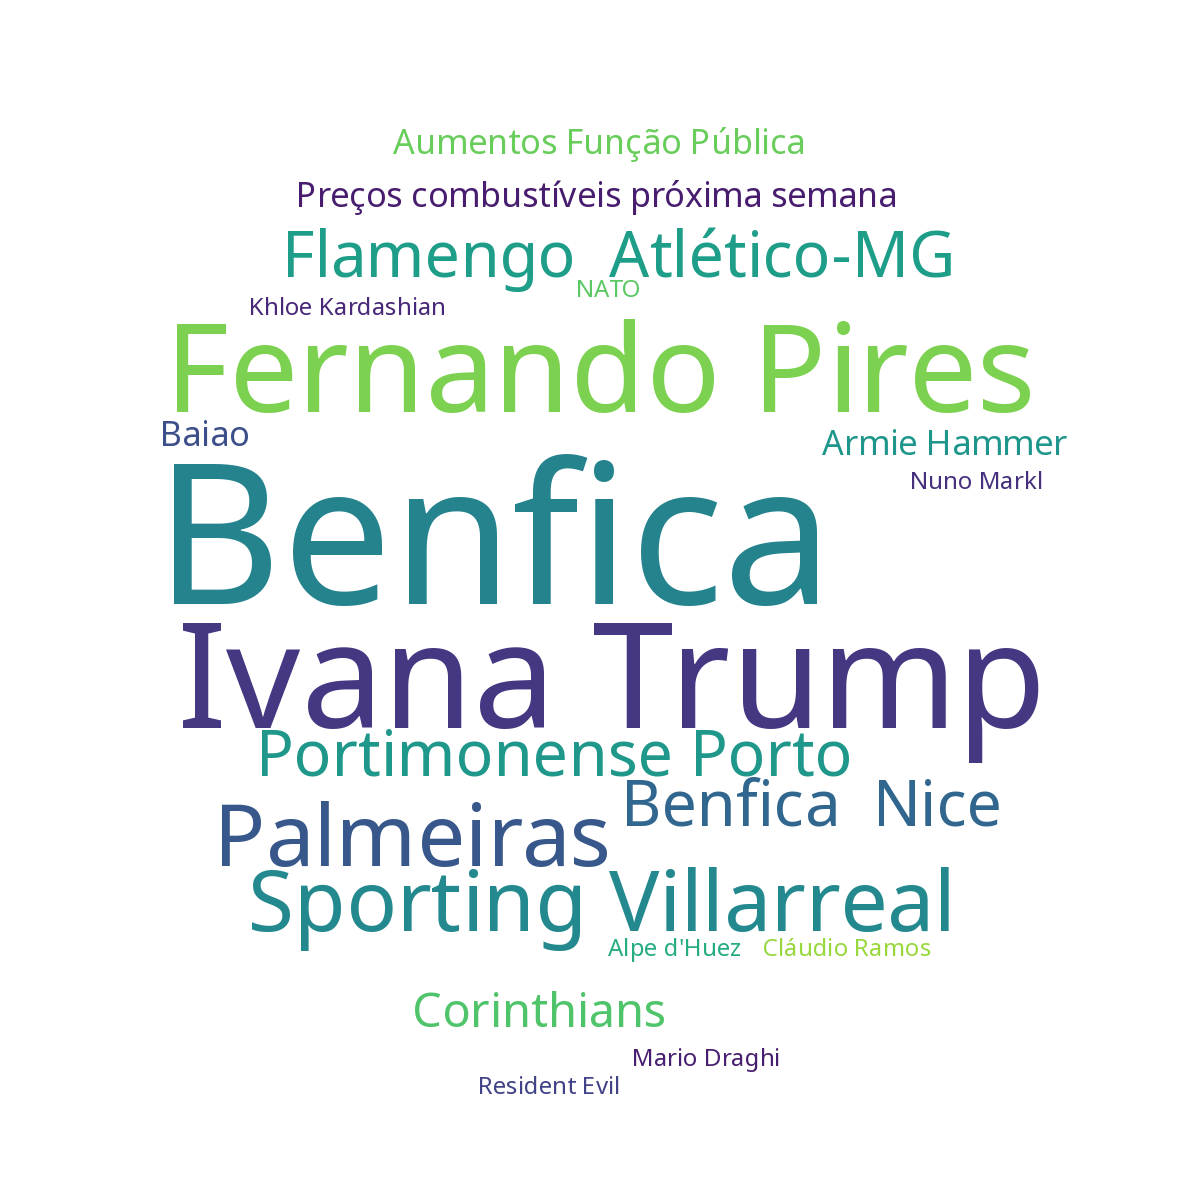 Aumentos Função Pública
Preços combustíveis próxima semana
Flamengo Atlético-MG
NATO
Khloe Kardashian
Fernando Pires
Baiao
Armie Hammer
Nuno Markl
Benfica
Ivana Trump
Portimonense Porto
Benfica Nice
Palmeiras
Sporting Villarreal
Alpe d'Huez
Cláudio Ramos
Corinthians
Mario Draghi
Resident Evil